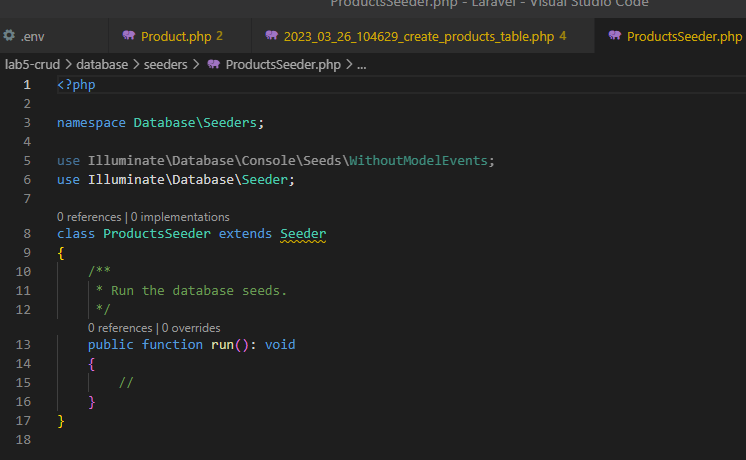 ProductsSeeder.php - Laravel - Visual Studio Code
.env
Product.php 2
2023_03_26_104629_create_products_table.php 4
ProductsSeeder.php
lab5-crud > database > seeders > ProductsSeeder.php > ...
1 <?php
2
3 namespace Database\Seeders;
4
5 use Illuminate\Database\Console\Seeds\WithoutModelEvents;
6 use Illuminate\Database\Seeder;
7
0 references | 0 implementations
8 class ProductsSeeder extends Seeder
9 {
10 /**
11 * Run the database seeds.
12 */
0 references | 0 overrides
13 public function run(): void
14 {
15 //
16 }
17 }
18